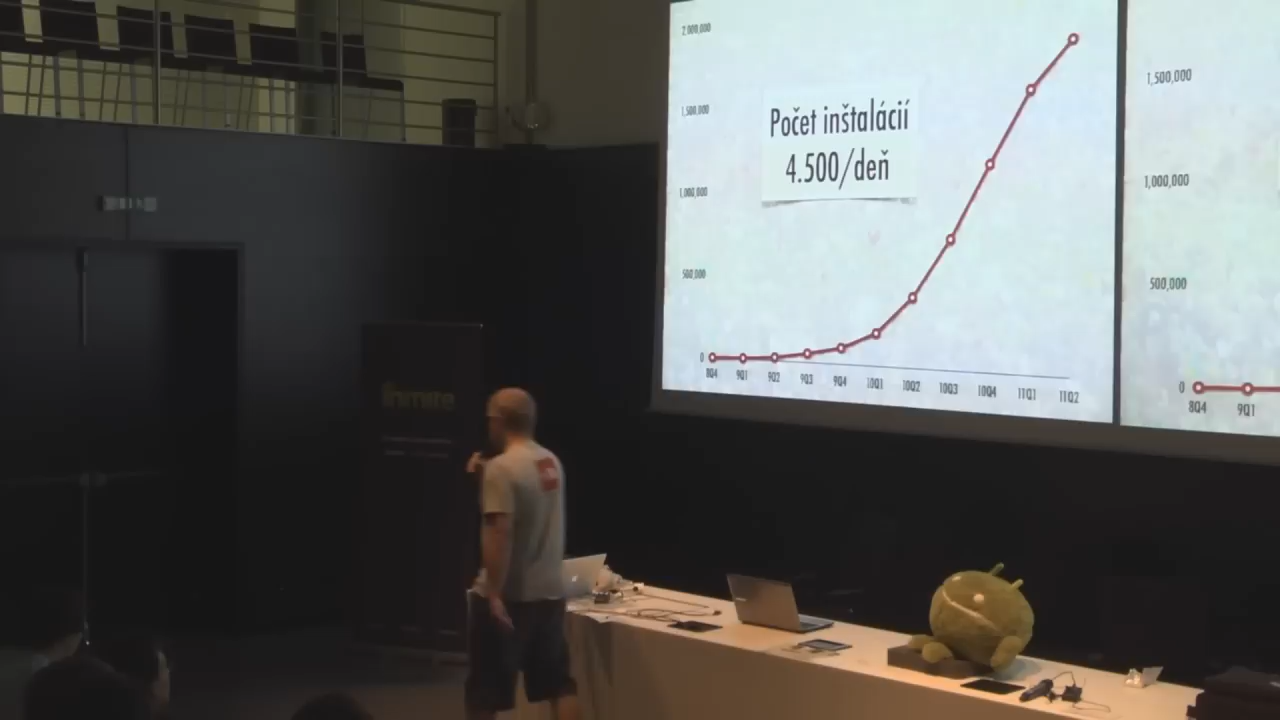 2,000,000
1,500,000
1,000,000
500,000
0
Počet inštalácií
4.500/deň
8Q4 9Q1 9Q2 9Q3 9Q4 10Q1 10Q2 10Q3 10Q4 11Q1 11Q2
1,500,000
1,000,000
500,000
0
8Q4 9Q1